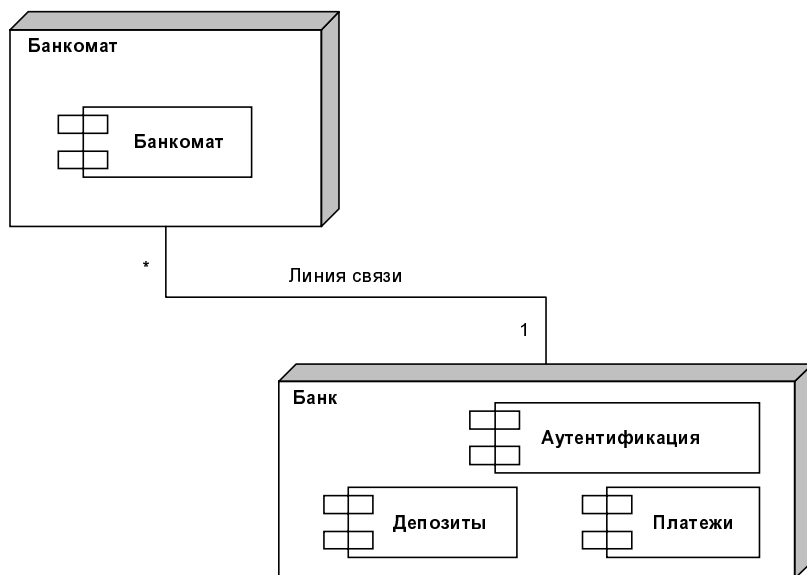 Банкомат
Банкомат
*
Линия связи
1
Банк
Аутентификация
Депозиты
Платежи